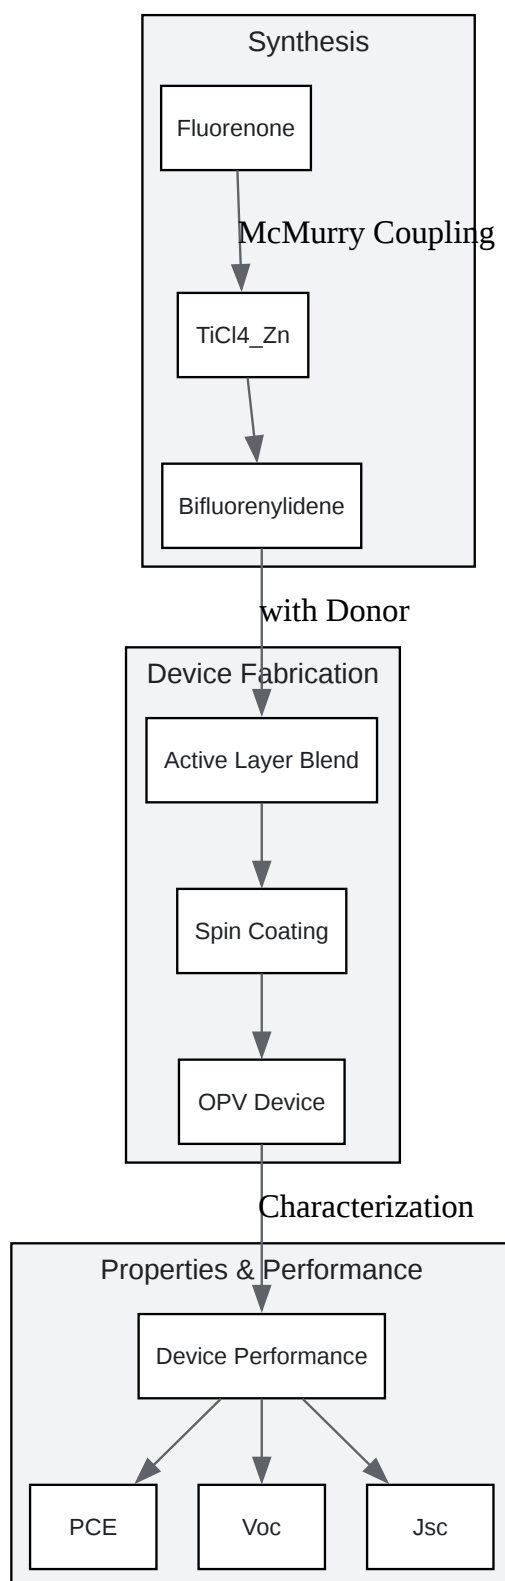 Synthesis
Fluorenone
McMurry Coupling
TiCl4_Zn
Bifluorenylidene
with Donor
Device Fabrication
Active Layer Blend
Spin Coating
OPV Device
Characterization
Properties & Performance
Device Performance
PCE
Voc
Jsc